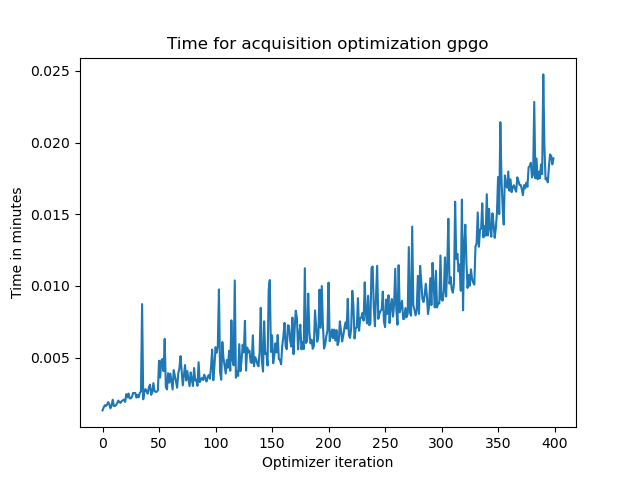 Time for acquisition optimization gpgo
0.025
0.020
0.015
0.010
0.005
Time in minutes
0 50 100 150 200 250 300 350 400
Optimizer iteration